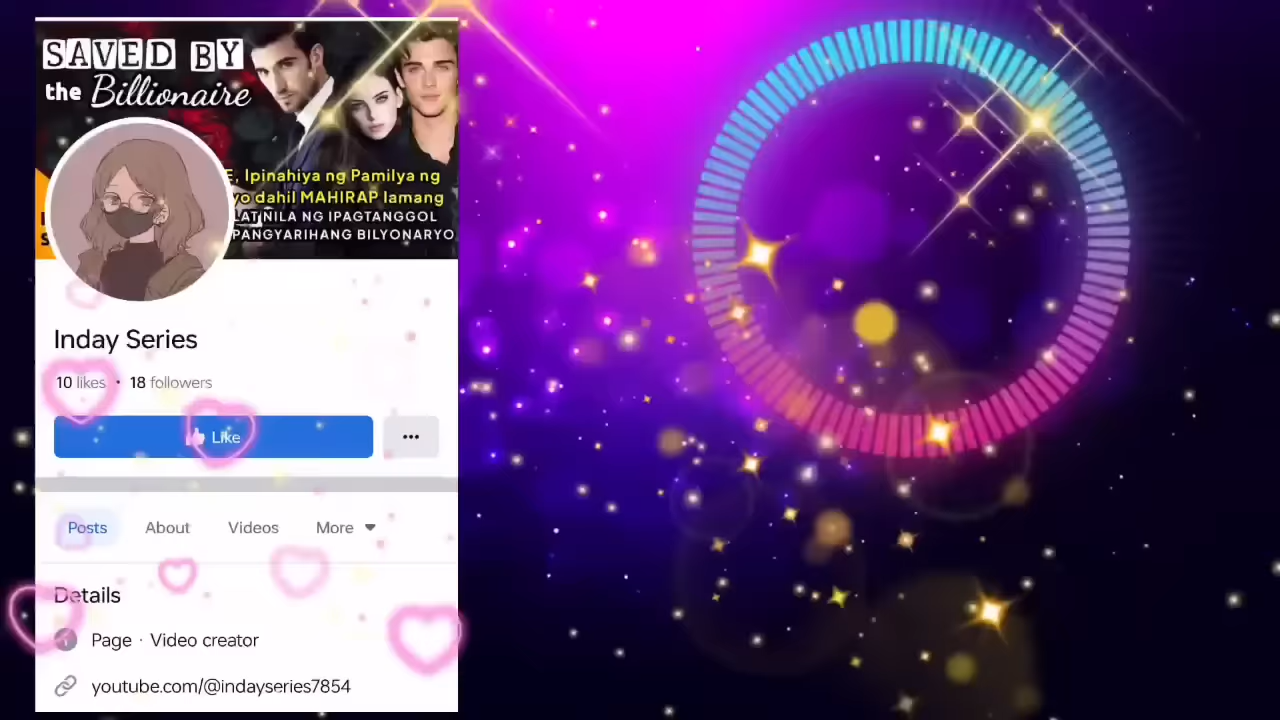 SAVED BY
the Billionaire
E, Ipinahiya ng Pamilya ng
yo dahil MAHIRAP lamang
NILA NG IPAGTANGGOL
PANGYARIHANG BILYONARYO
Inday Series
10 likes • 18 followers
Like
Posts About Videos More
Details
Page · Video creator
youtube.com/@indayseries7854